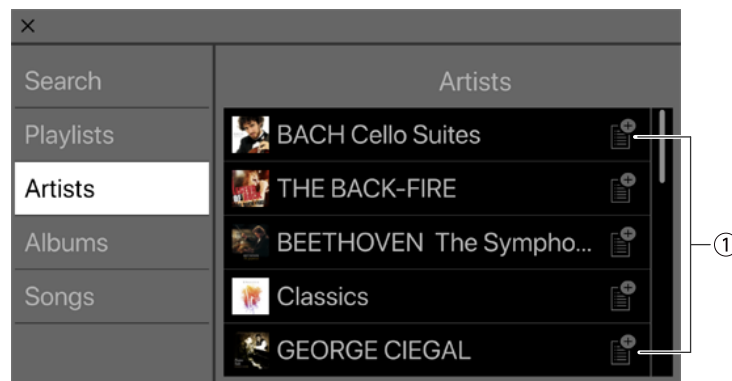 ×
Search
Playlists
Artists
Albums
Songs
Artists
BACH Cello Suites
THE BACK-FIRE
BEETHOVEN The Sympho...
Classics
GEORGE CIEGAL
①